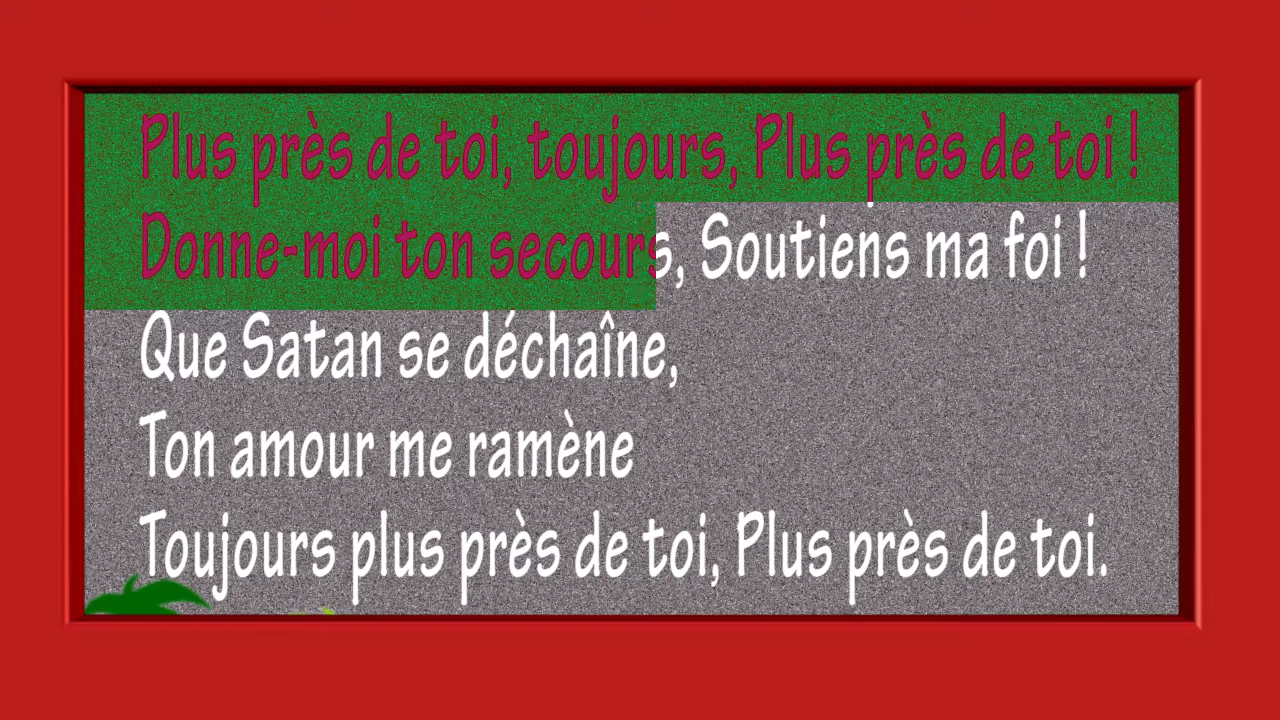 Plus près de toi, toujours, Plus près de toi !
Donne-moi ton secours, Soutiens ma foi !
Que Satan se déchaîne,
Ton amour me ramène
Toujours plus près de toi, Plus près de toi.